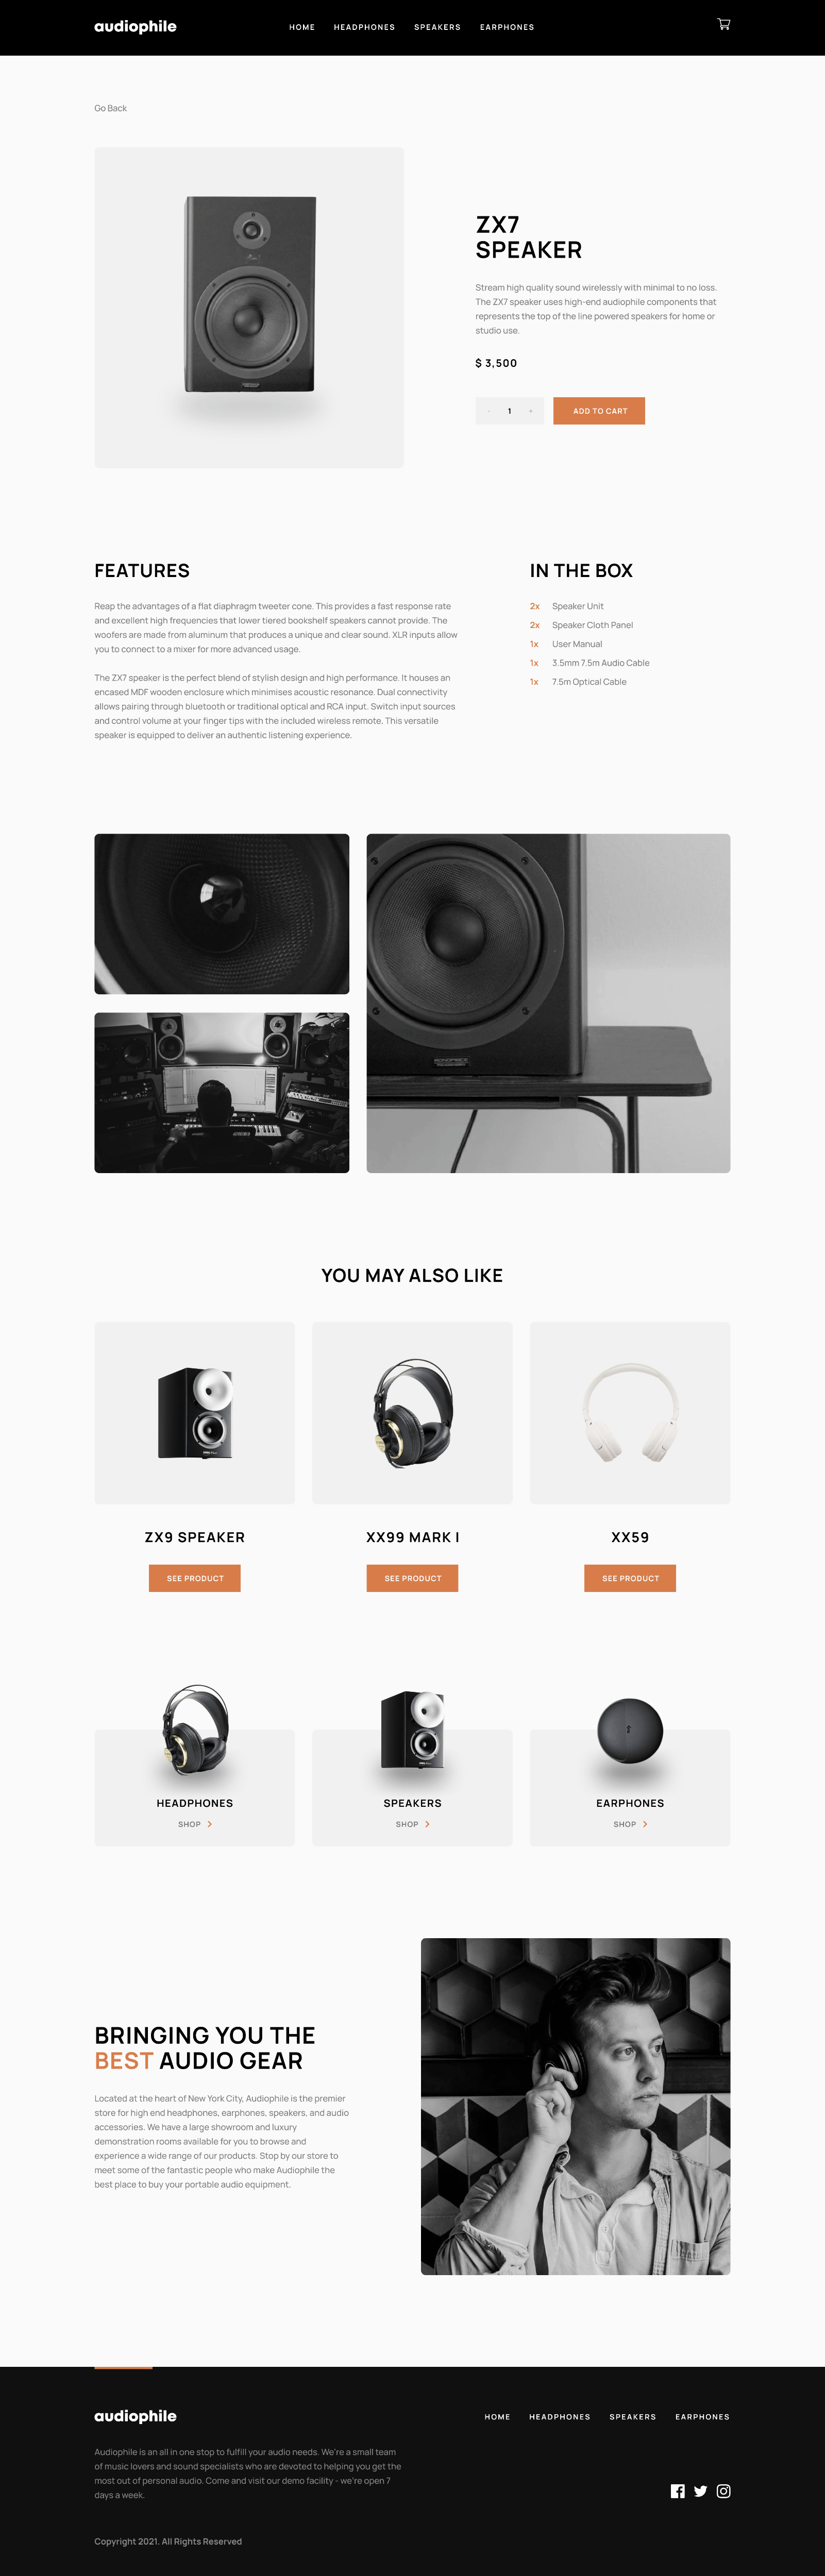 audiophile
HOME HEADPHONES SPEAKERS EARPHONES
Go Back
ZX7
SPEAKER
Stream high quality sound wirelessly with minimal to no loss.
The ZX7 speaker uses high-end audiophile components that
represents the top of the line powered speakers for home or
studio use.
$ 3,500
- 1 +
ADD TO CART
FEATURES
Reap the advantages of a flat diaphragm tweeter cone. This provides a fast response rate
and excellent high frequencies that lower tiered bookshelf speakers cannot provide. The
woofers are made from aluminum that produces a unique and clear sound. XLR inputs allow
you to connect to a mixer for more advanced usage.
The ZX7 speaker is the perfect blend of stylish design and high performance. It houses an
encased MDF wooden enclosure which minimises acoustic resonance. Dual connectivity
allows pairing through bluetooth or traditional optical and RCA input. Switch input sources
and control volume at your finger tips with the included wireless remote. This versatile
speaker is equipped to deliver an authentic listening experience.
IN THE BOX
2x Speaker Unit
2x Speaker Cloth Panel
1x User Manual
1x 3.5mm 7.5m Audio Cable
1x 7.5m Optical Cable
YOU MAY ALSO LIKE
ZX9 SPEAKER
SEE PRODUCT
XX99 MARK I
SEE PRODUCT
XX59
SEE PRODUCT
HEADPHONES
SHOP
SPEAKERS
SHOP
EARPHONES
SHOP
BRINGING YOU THE
BEST AUDIO GEAR
Located at the heart of New York City, Audiophile is the premier
store for high end headphones, earphones, speakers, and audio
accessories. We have a large showroom and luxury
demonstration rooms available for you to browse and
experience a wide range of our products. Stop by our store to
meet some of the fantastic people who make Audiophile the
best place to buy your portable audio equipment.
audiophile
HOME HEADPHONES SPEAKERS EARPHONES
Audiophile is an all in one stop to fulfill your audio needs. We're a small team
of music lovers and sound specialists who are devoted to helping you get the
most out of personal audio. Come and visit our demo facility - we're open 7
days a week.
Copyright 2021. All Rights Reserved